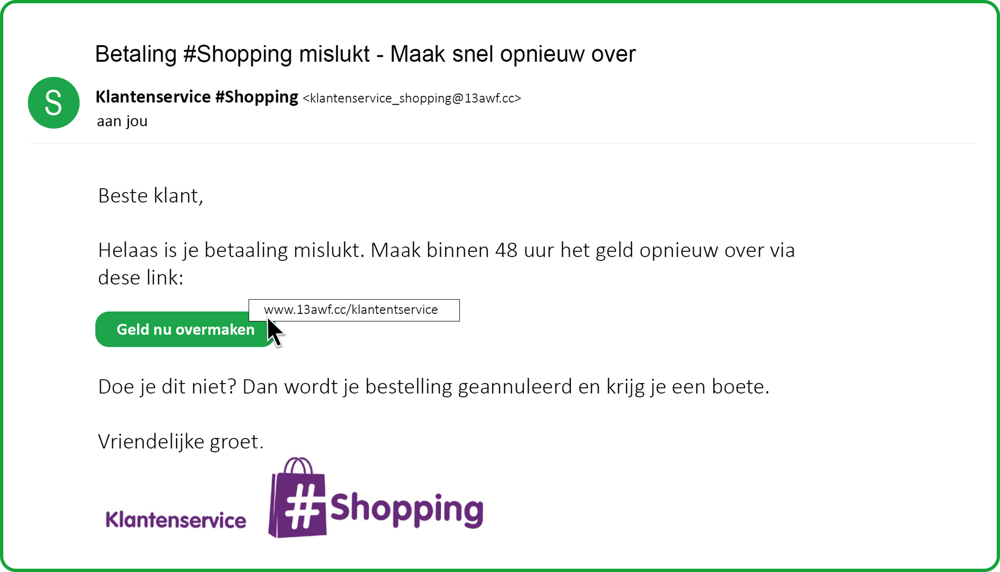 Betaling #Shopping mislukt - Maak snel opnieuw over
S
Klantenservice #Shopping <klantenservice_shopping@13awf.cc>
aan jou
Beste klant,
Helaas is je betaaling mislukt. Maak binnen 48 uur het geld opnieuw over via
dese link:
www.13awf.cc/klantentservice
Geld nu overmaken
Doe je dit niet? Dan wordt je bestelling geannuleerd en krijg je een boete.
Vriendelijke groet.
Klantenservice #Shopping